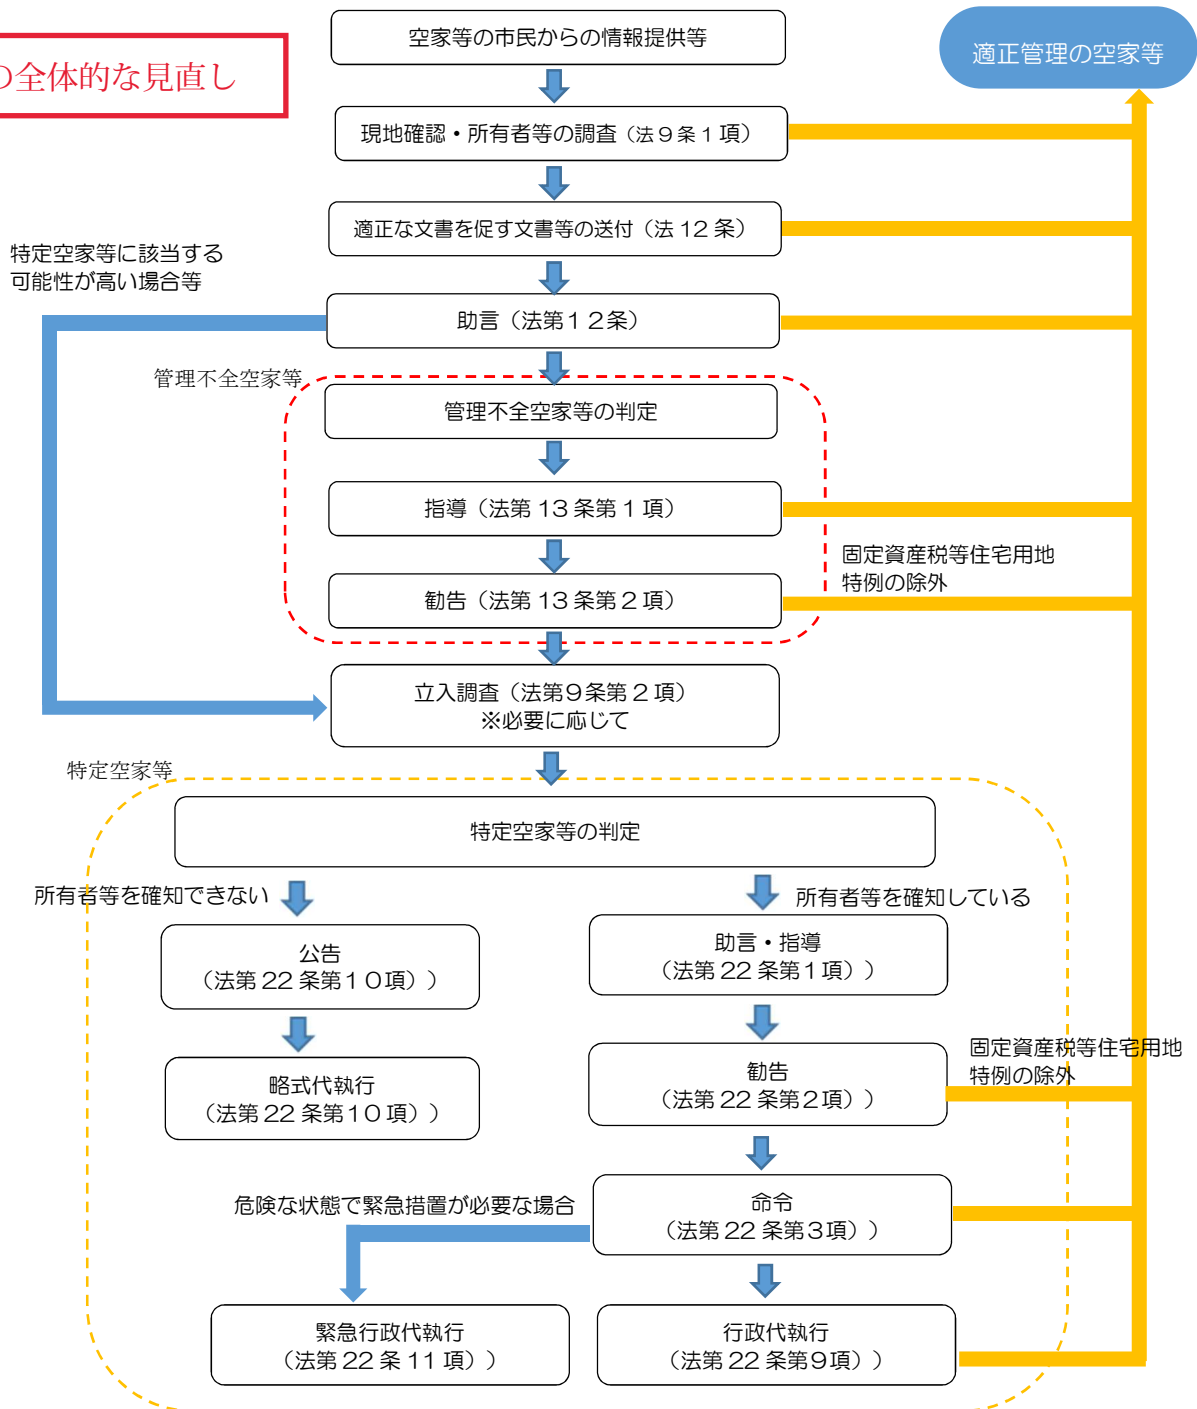 の全体的な見直し
空家等の市民からの情報提供等
適正管理の空家等
現地確認・所有者等の調査（法９条１項）
適正な文書を促す文書等の送付（法 12 条）
特定空家等に該当する
可能性が高い場合等
助言（法第１２条）
管理不全空家等
管理不全空家等の判定
指導（法第 13 条第 1 項）
固定資産税等住宅用地
特例の除外
勧告（法第 13 条第 2 項）
立入調査（法第９条第 2 項）
※必要に応じて
特定空家等
特定空家等の判定
所有者等を確知できない
所有者等を確知している
公告
（法第 22 条第１０項））
助言・指導
（法第 22 条第１項））
略式代執行
（法第 22 条第１０項））
勧告
（法第 22 条第２項））
固定資産税等住宅用地
特例の除外
危険な状態で緊急措置が必要な場合
命令
（法第 22 条第３項））
緊急行政代執行
（法第 22 条 11 項））
行政代執行
（法第 22 条第９項））